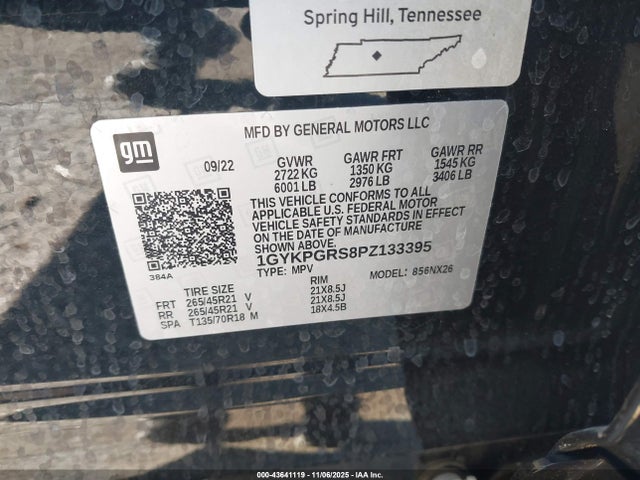 Spring Hill, Tennessee
gm
MFD BY GENERAL MOTORS LLC
09/22 GVWR GAWR FRT GAWR RR
2722 KG 1350 KG 1545 KG
6001 LB 2976 LB 3406 LB
THIS VEHICLE CONFORMS TO ALL
APPLICABLE U.S. FEDERAL MOTOR
VEHICLE SAFETY STANDARDS IN EFFECT
ON THE DATE OF MANUFACTURE
SHOWN ABOVE.
1GYKPGRS8PZ133395
384A TYPE: MPV MODEL: 856NX26
TIRE SIZE RIM
FRT 265/45R21 V 21X8.5J
RR 265/45R21 V 21X8.5J
SPA T135/70R18 M 18X4.5B
000-43641119 - 11/06/2025 - IAA Inc.